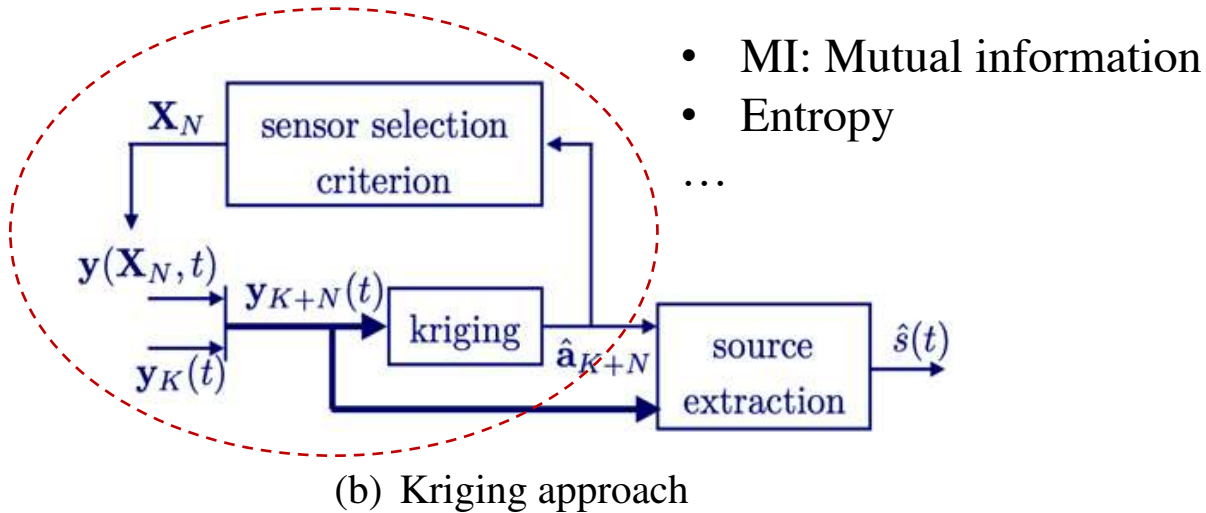 • MI: Mutual information
• Entropy
…
X_N
sensor selection
criterion
y(X_N, t)
y_{K+N}(t)
kriging
y_K(t)
â_{K+N}
source
extraction
ŝ(t)
(b) Kriging approach